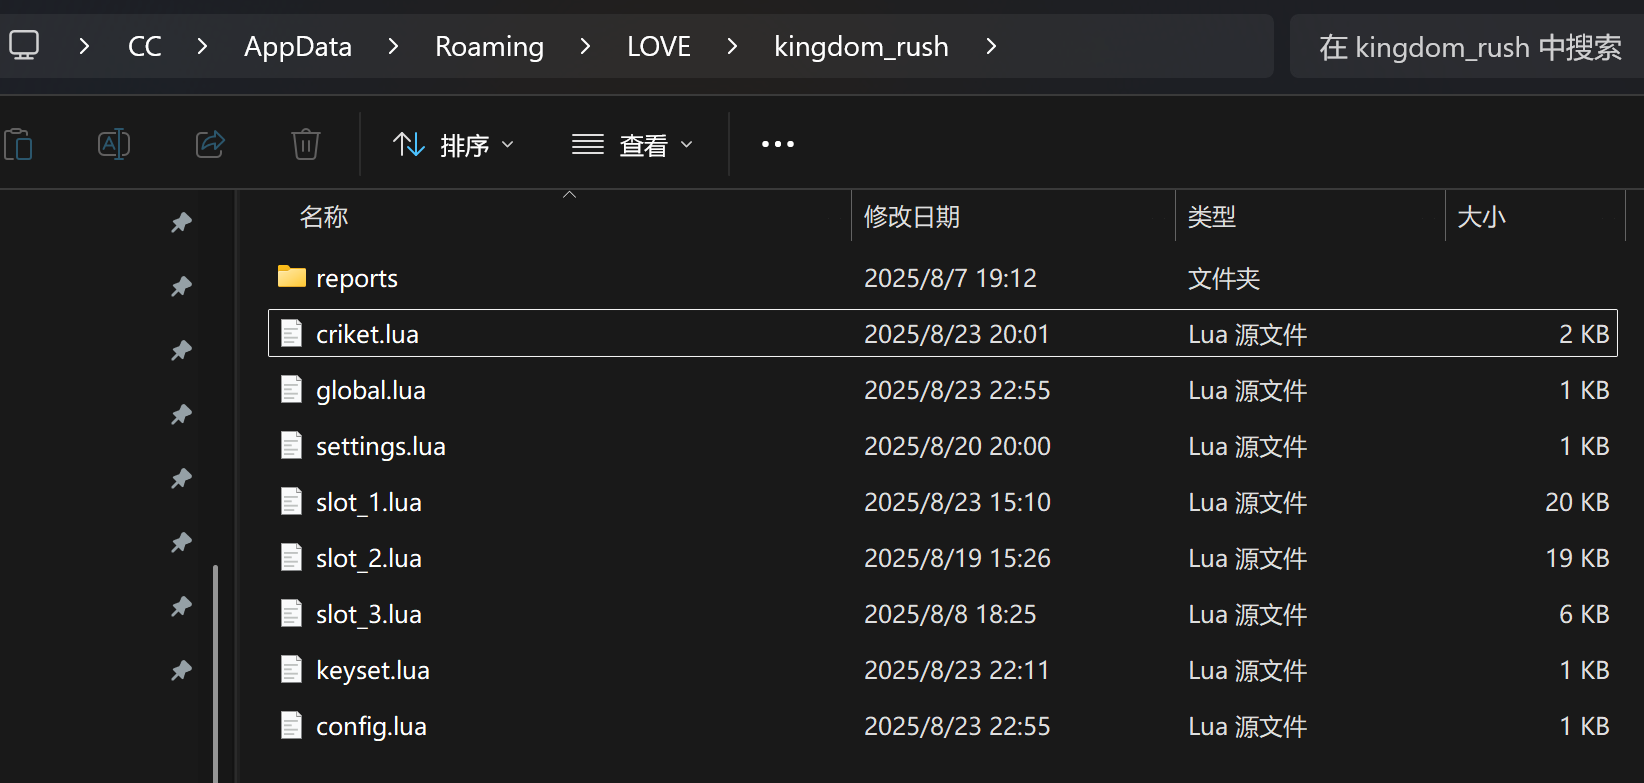 CC > AppData > Roaming > LOVE > kingdom_rush >
在 kingdom_rush 中搜索
排序 查看 •••
名称 修改日期 类型 大小
reports 2025/8/7 19:12 文件夹
criket.lua 2025/8/23 20:01 Lua 源文件 2 KB
global.lua 2025/8/23 22:55 Lua 源文件 1 KB
settings.lua 2025/8/20 20:00 Lua 源文件 1 KB
slot_1.lua 2025/8/23 15:10 Lua 源文件 20 KB
slot_2.lua 2025/8/19 15:26 Lua 源文件 19 KB
slot_3.lua 2025/8/8 18:25 Lua 源文件 6 KB
keyset.lua 2025/8/23 22:11 Lua 源文件 1 KB
config.lua 2025/8/23 22:55 Lua 源文件 1 KB